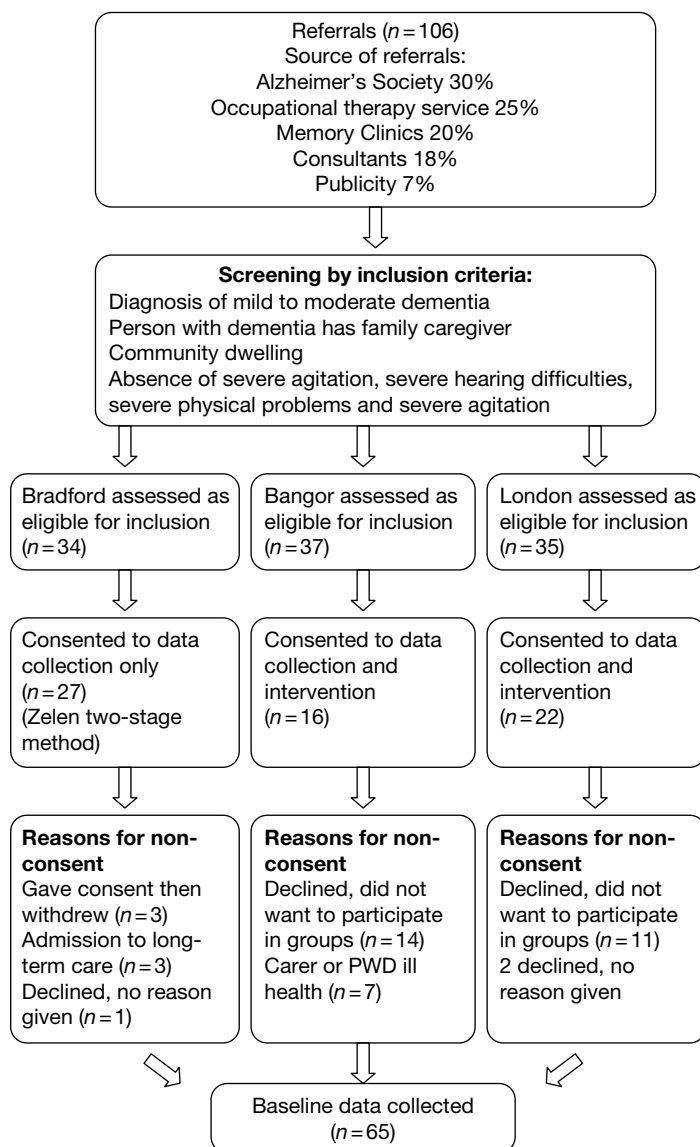 Referrals (n=106)
Source of referrals:
Alzheimer's Society 30%
Occupational therapy service 25%
Memory Clinics 20%
Consultants 18%
Publicity 7%
Screening by inclusion criteria:
Diagnosis of mild to moderate dementia
Person with dementia has family caregiver
Community dwelling
Absence of severe agitation, severe hearing difficulties,
severe physical problems and severe agitation
Bradford assessed as
eligible for inclusion
(n=34)
Bangor assessed as
eligible for inclusion
(n=37)
London assessed as
eligible for inclusion
(n=35)
Consented to data
collection only
(n=27)
(Zelen two-stage
method)
Consented to data
collection and
intervention
(n=16)
Consented to data
collection and
intervention
(n=22)
Reasons for non-
consent
Gave consent then
withdrew (n=3)
Admission to long-
term care (n=3)
Declined, no reason
given (n=1)
Reasons for non-
consent
Declined, did not
want to participate
in groups (n=14)
Carer or PWD ill
health (n=7)
Reasons for non-
consent
Declined, did not
want to participate
in groups (n=11)
2 declined, no
reason given
Baseline data collected
(n=65)